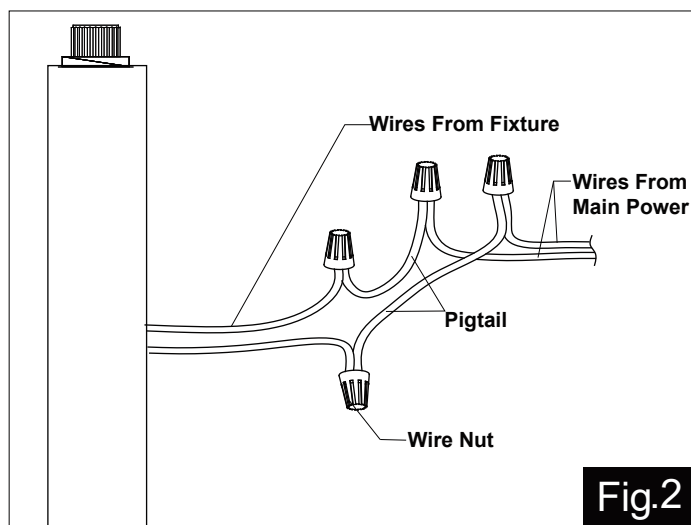 Wires From Fixture
Wires From
Main Power
Pigtail
Wire Nut
Fig.2